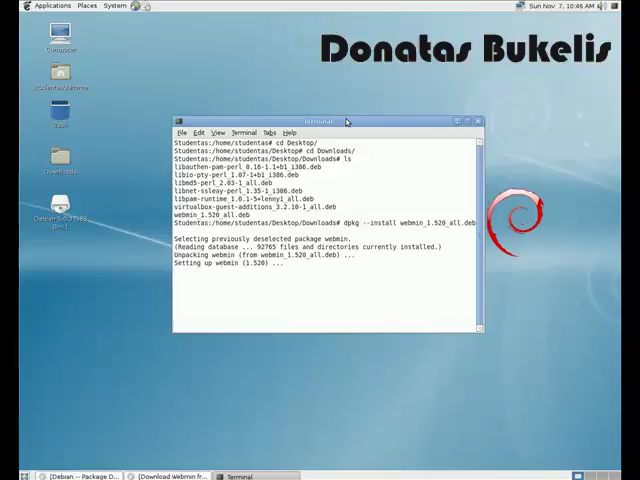 Applications Places System
Sun Nov 7, 10:46 AM
Donatas Bukelis
Computer
Trash
Downloads
Terminal
File Edit View Terminal Tabs Help
Studentas:/home/studentas# cd Desktop/
Studentas:/home/studentas/Desktop# cd Downloads/
Studentas:/home/studentas/Desktop/Downloads# ls
libauthen-pam-perl_0.16-1.1+b1_i386.deb
libio-pty-perl_1.07-1+b1_i386.deb
libmd5-perl_2.03-1_all.deb
libnet-ssleay-perl_1.35-1_i386.deb
libpam-runtime_1.0.1-5+lenny1_all.deb
virtualbox-guest-additions_3.2.10-1_all.deb
webmin_1.520_all.deb
Studentas:/home/studentas/Desktop/Downloads# dpkg --install webmin_1.520_all.deb
Selecting previously deselected package webmin.
(Reading database ... 92765 files and directories currently installed.)
Unpacking webmin (from webmin_1.520_all.deb) ...
Setting up webmin (1.520) ...
[Debian -- Package D... [Download Webmin fr... Terminal